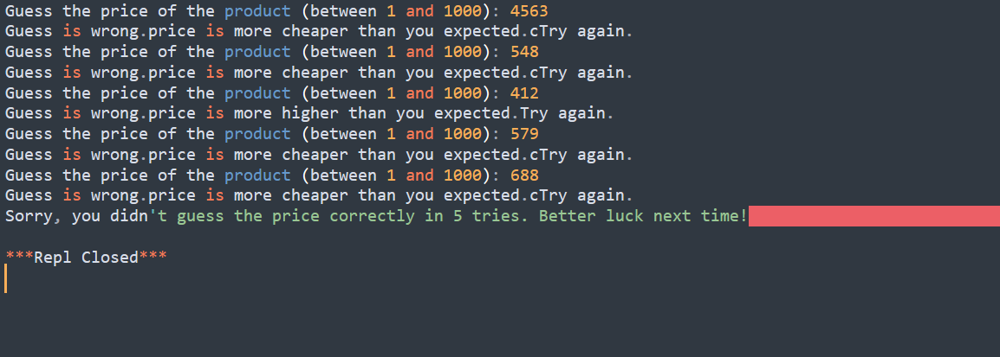 Guess the price of the product (between 1 and 1000): 4563
Guess is wrong.price is more cheaper than you expected.cTry again.
Guess the price of the product (between 1 and 1000): 548
Guess is wrong.price is more cheaper than you expected.cTry again.
Guess the price of the product (between 1 and 1000): 412
Guess is wrong.price is more higher than you expected.Try again.
Guess the price of the product (between 1 and 1000): 579
Guess is wrong.price is more cheaper than you expected.cTry again.
Guess the price of the product (between 1 and 1000): 688
Guess is wrong.price is more cheaper than you expected.cTry again.
Sorry, you didn't guess the price correctly in 5 tries. Better luck next time!
***Repl Closed***